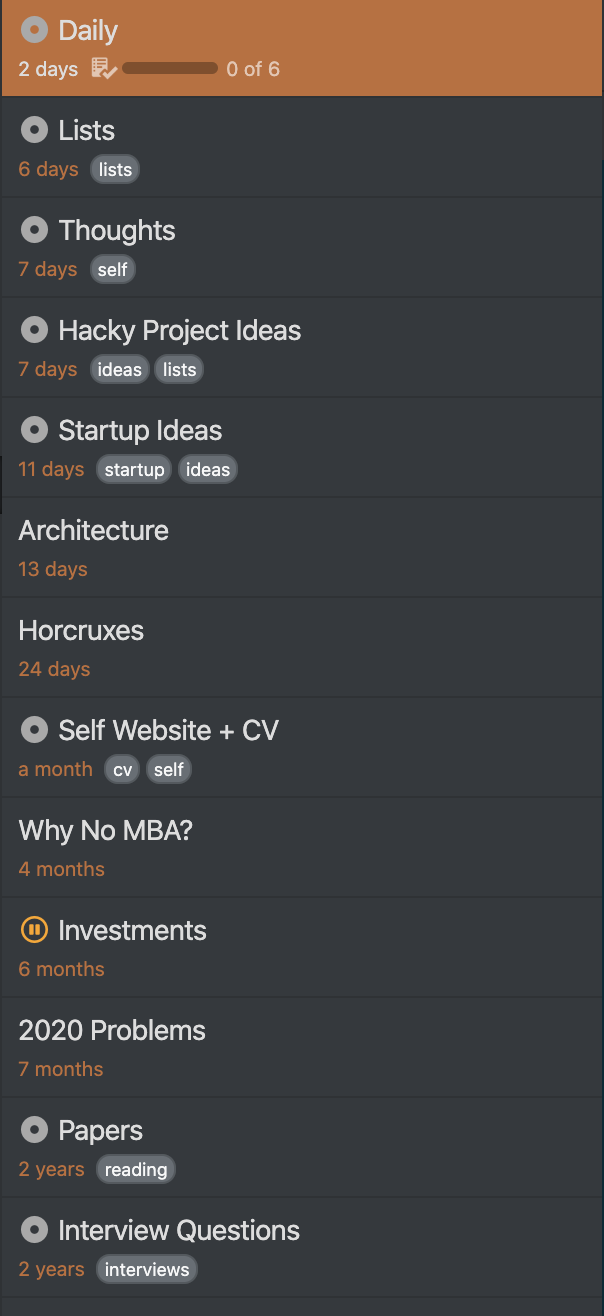 Daily
2 days 0 of 6
Lists
6 days lists
Thoughts
7 days self
Hacky Project Ideas
7 days ideas lists
Startup Ideas
11 days startup ideas
Architecture
13 days
Horcruxes
24 days
Self Website + CV
a month cv self
Why No MBA?
4 months
Investments
6 months
2020 Problems
7 months
Papers
2 years reading
Interview Questions
2 years interviews